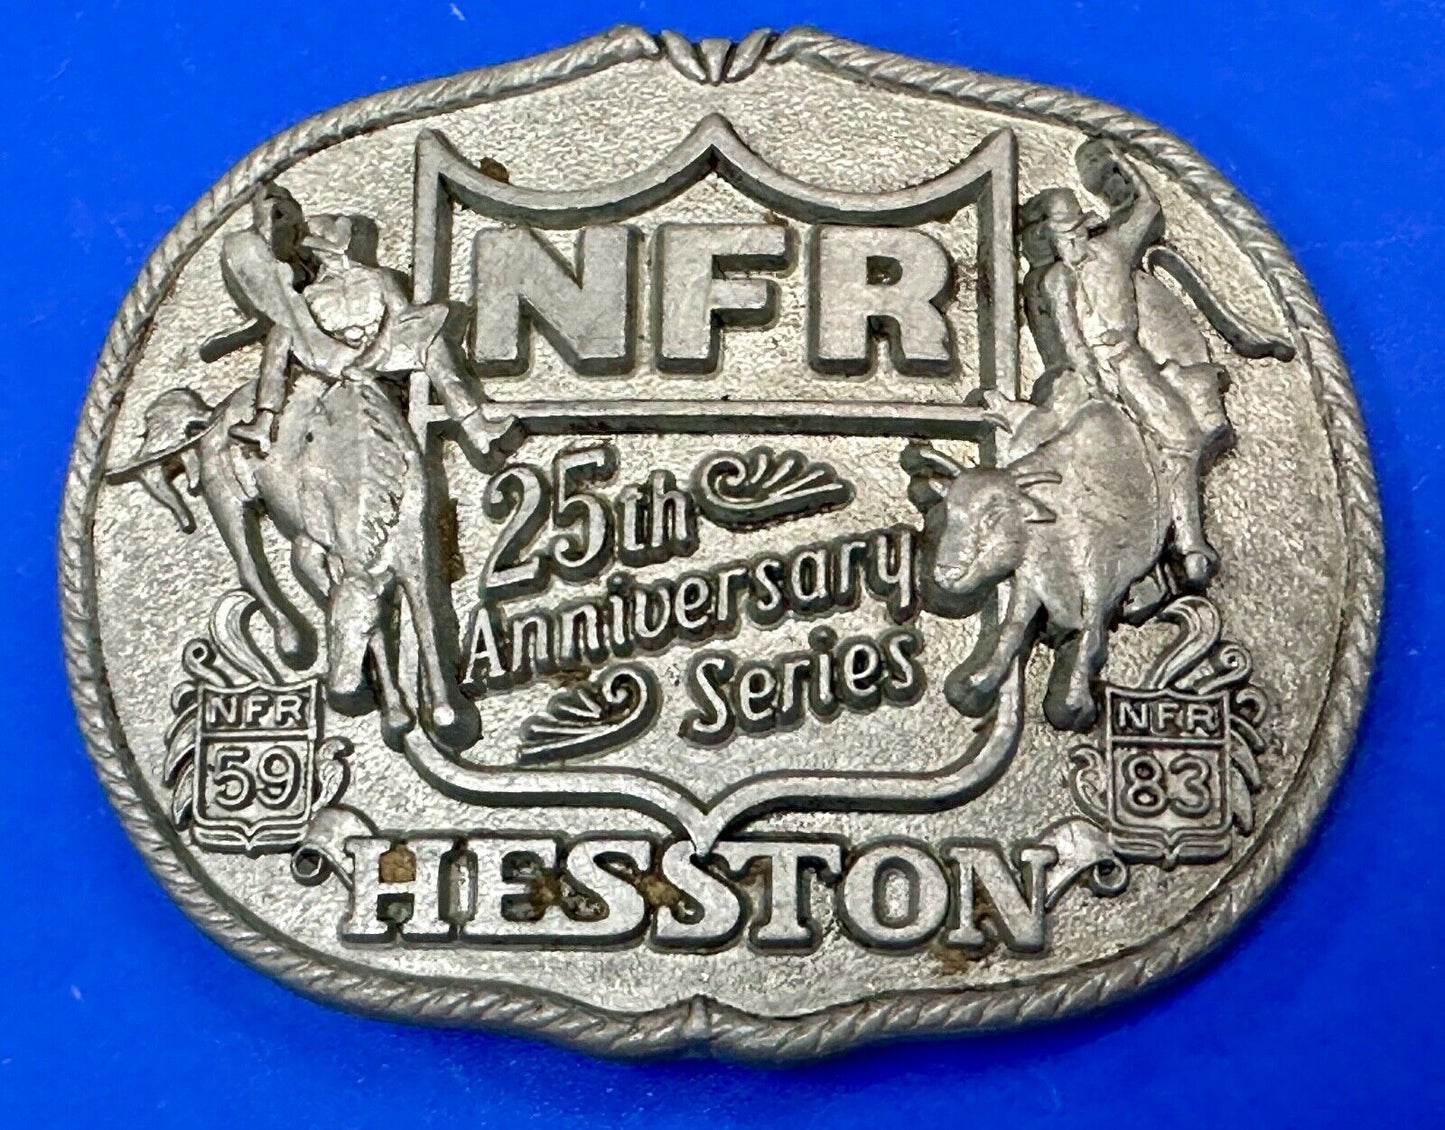 NFR
25th
Anniversary
Series
NFR
59
NFR
83
HESSTON